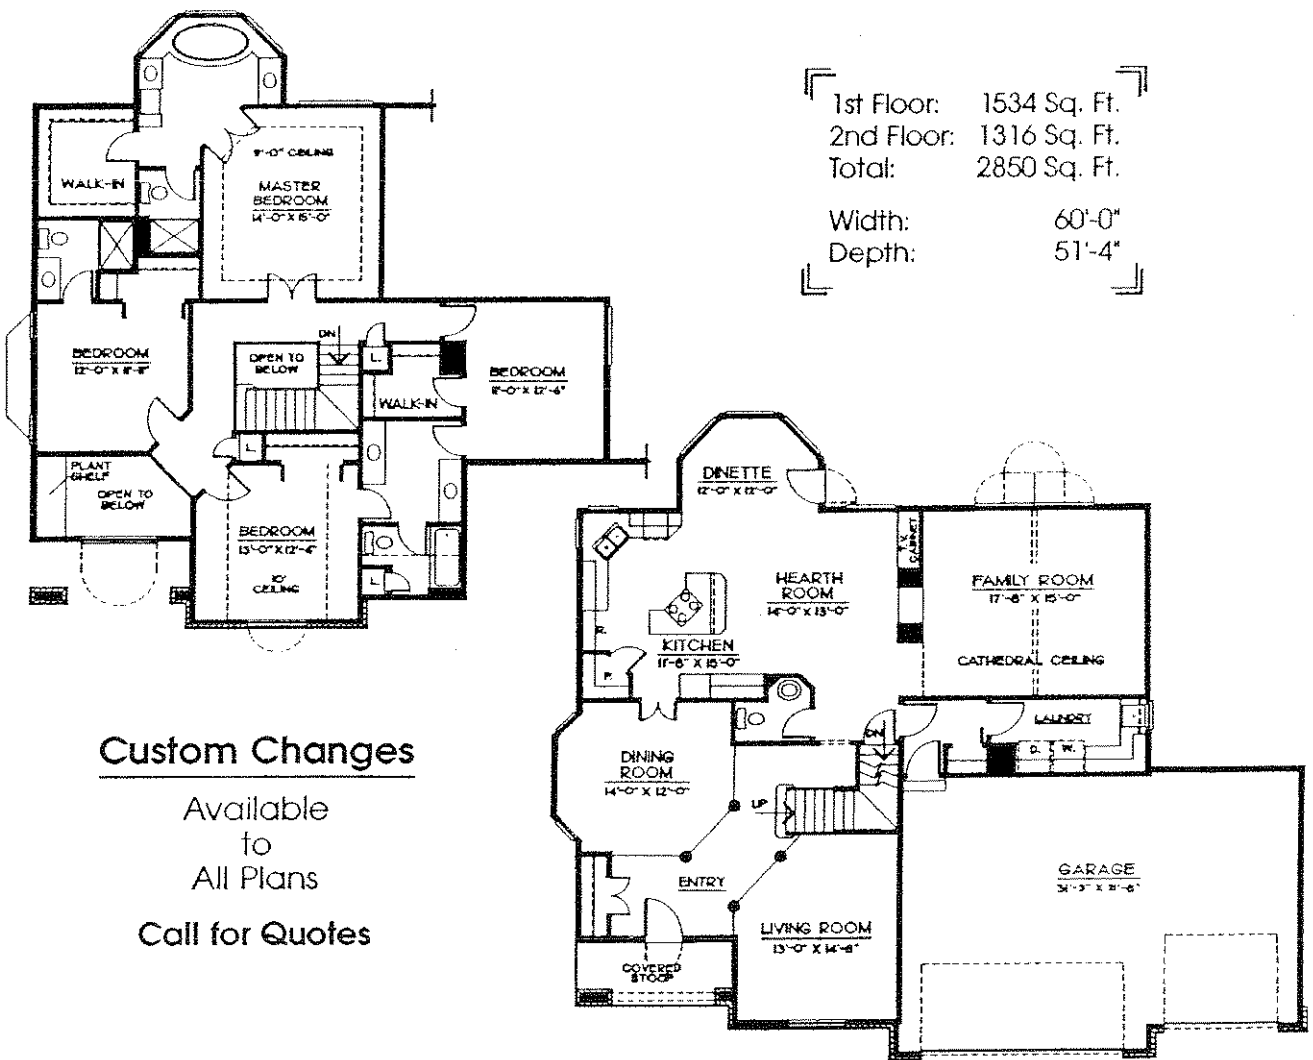 1st Floor: 1534 Sq. Ft.
2nd Floor: 1316 Sq. Ft.
Total: 2850 Sq. Ft.
Width: 60'-0"
Depth: 51'-4"
9'-0" CEILING
WALK-IN
MASTER
BEDROOM
14'-0" X 15'-0"
BEDROOM
DN
OPEN TO
BELOW
L.
WALK-IN
BEDROOM
11'-0" X 12'-6"
L.
PLANT
SHELF
OPEN TO
BELOW
BEDROOM
13'-0" X 12'-4"
10'
CEILING
L.
DINETTE
12'-0" X 12'-0"
T.V.
CABINET
HEARTH
ROOM
14'-0" X 13'-0"
FAMILY ROOM
17'-8" X 15'-0"
R.
KITCHEN
11'-6" X 15'-0"
P.
CATHEDRAL CEILING
LAUNDRY
DN
D. W.
DINING
ROOM
14'-0" X 12'-0"
UP
ENTRY
GARAGE
LIVING ROOM
13'-0" X 14'-8"
COVERED
STOOP
Custom Changes
Available
to
All Plans
Call for Quotes